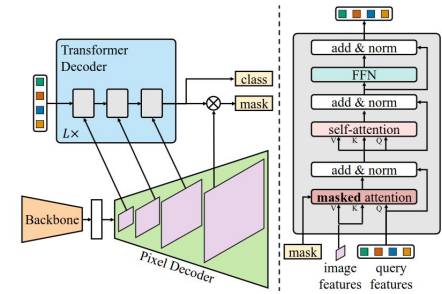 Transformer
Decoder
L×
class
mask
Backbone
Pixel Decoder
add & norm
FFN
add & norm
self-attention
V K Q
add & norm
masked attention
V K Q
mask
image
features
query
features